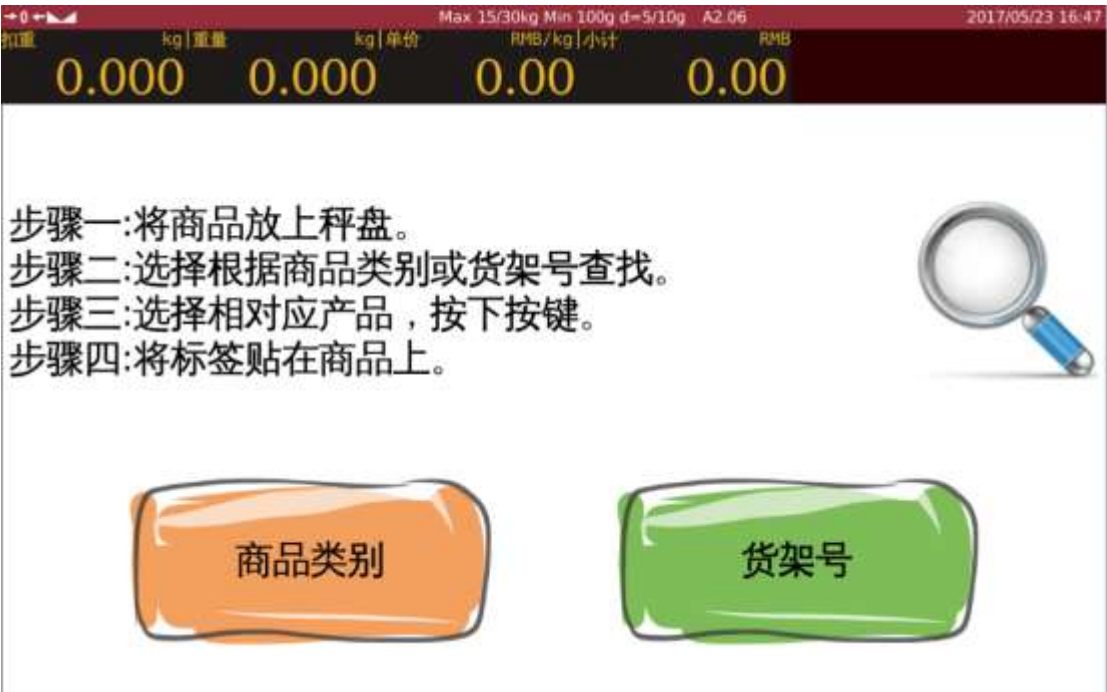 →0← Max 15/30kg Min 100g d=5/10g A2.06 2017/05/23 16:47
扣重 kg 重量 kg 单价 RMB/kg 小计 RMB
0.000 0.000 0.00 0.00
步骤一:将商品放上秤盘。
步骤二:选择根据商品类别或货架号查找。
步骤三:选择相对应产品，按下按键。
步骤四:将标签贴在商品上。
商品类别 货架号